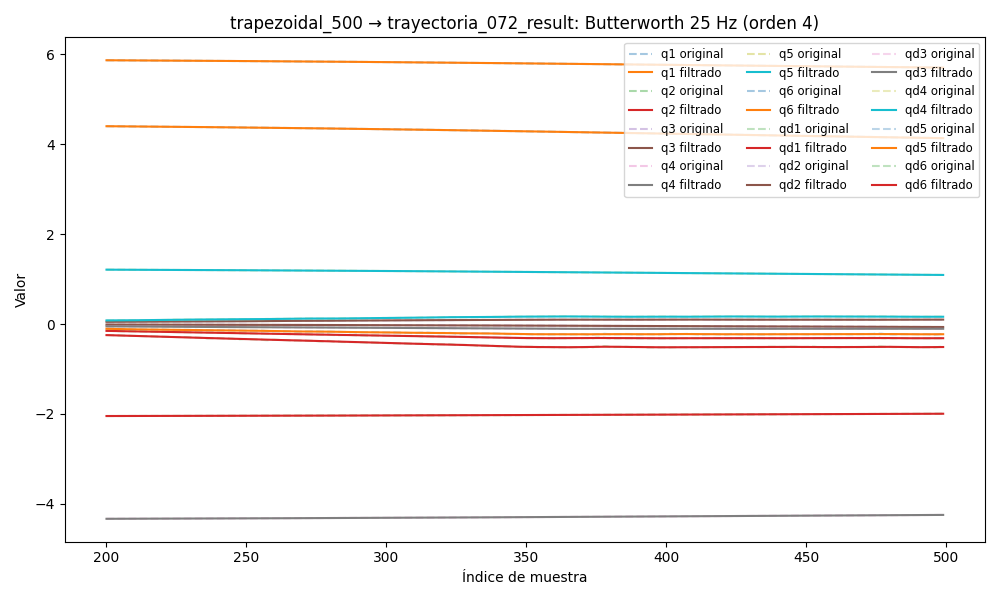 trapezoidal_500 → trayectoria_072_result: Butterworth 25 Hz (orden 4)
q1 original
q1 filtrado
q2 original
q2 filtrado
q3 original
q3 filtrado
q4 original
q4 filtrado
q5 original
q5 filtrado
q6 original
q6 filtrado
qd1 original
qd1 filtrado
qd2 original
qd2 filtrado
qd3 original
qd3 filtrado
qd4 original
qd4 filtrado
qd5 original
qd5 filtrado
qd6 original
qd6 filtrado
Valor
6
4
2
0
−2
−4
200
250
300
350
400
450
500
Índice de muestra